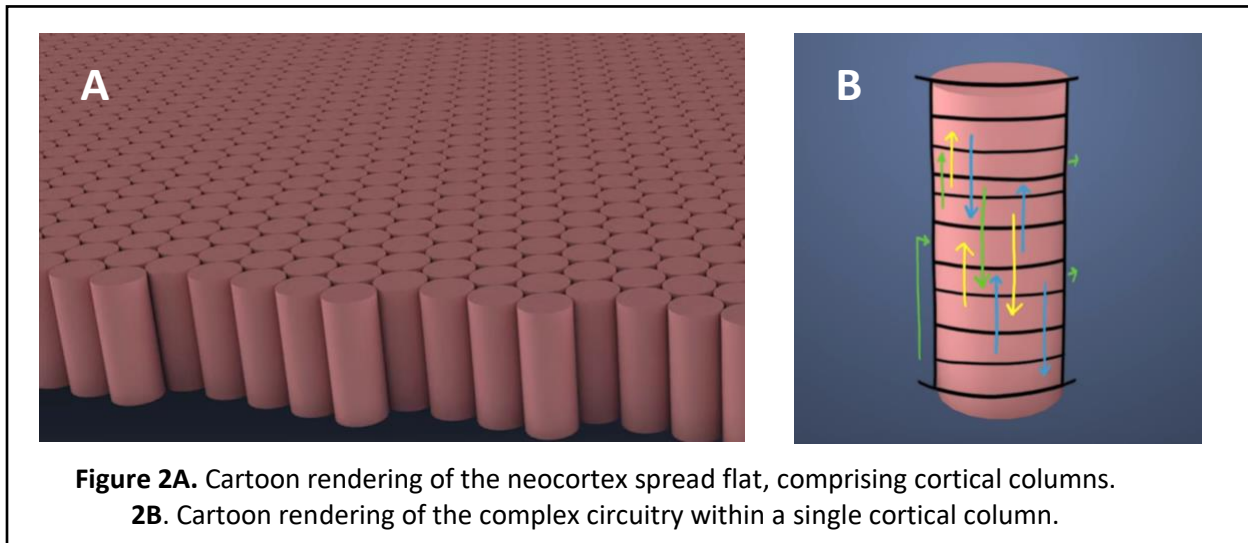 A
B
Figure 2A. Cartoon rendering of the neocortex spread flat, comprising cortical columns.
2B. Cartoon rendering of the complex circuitry within a single cortical column.